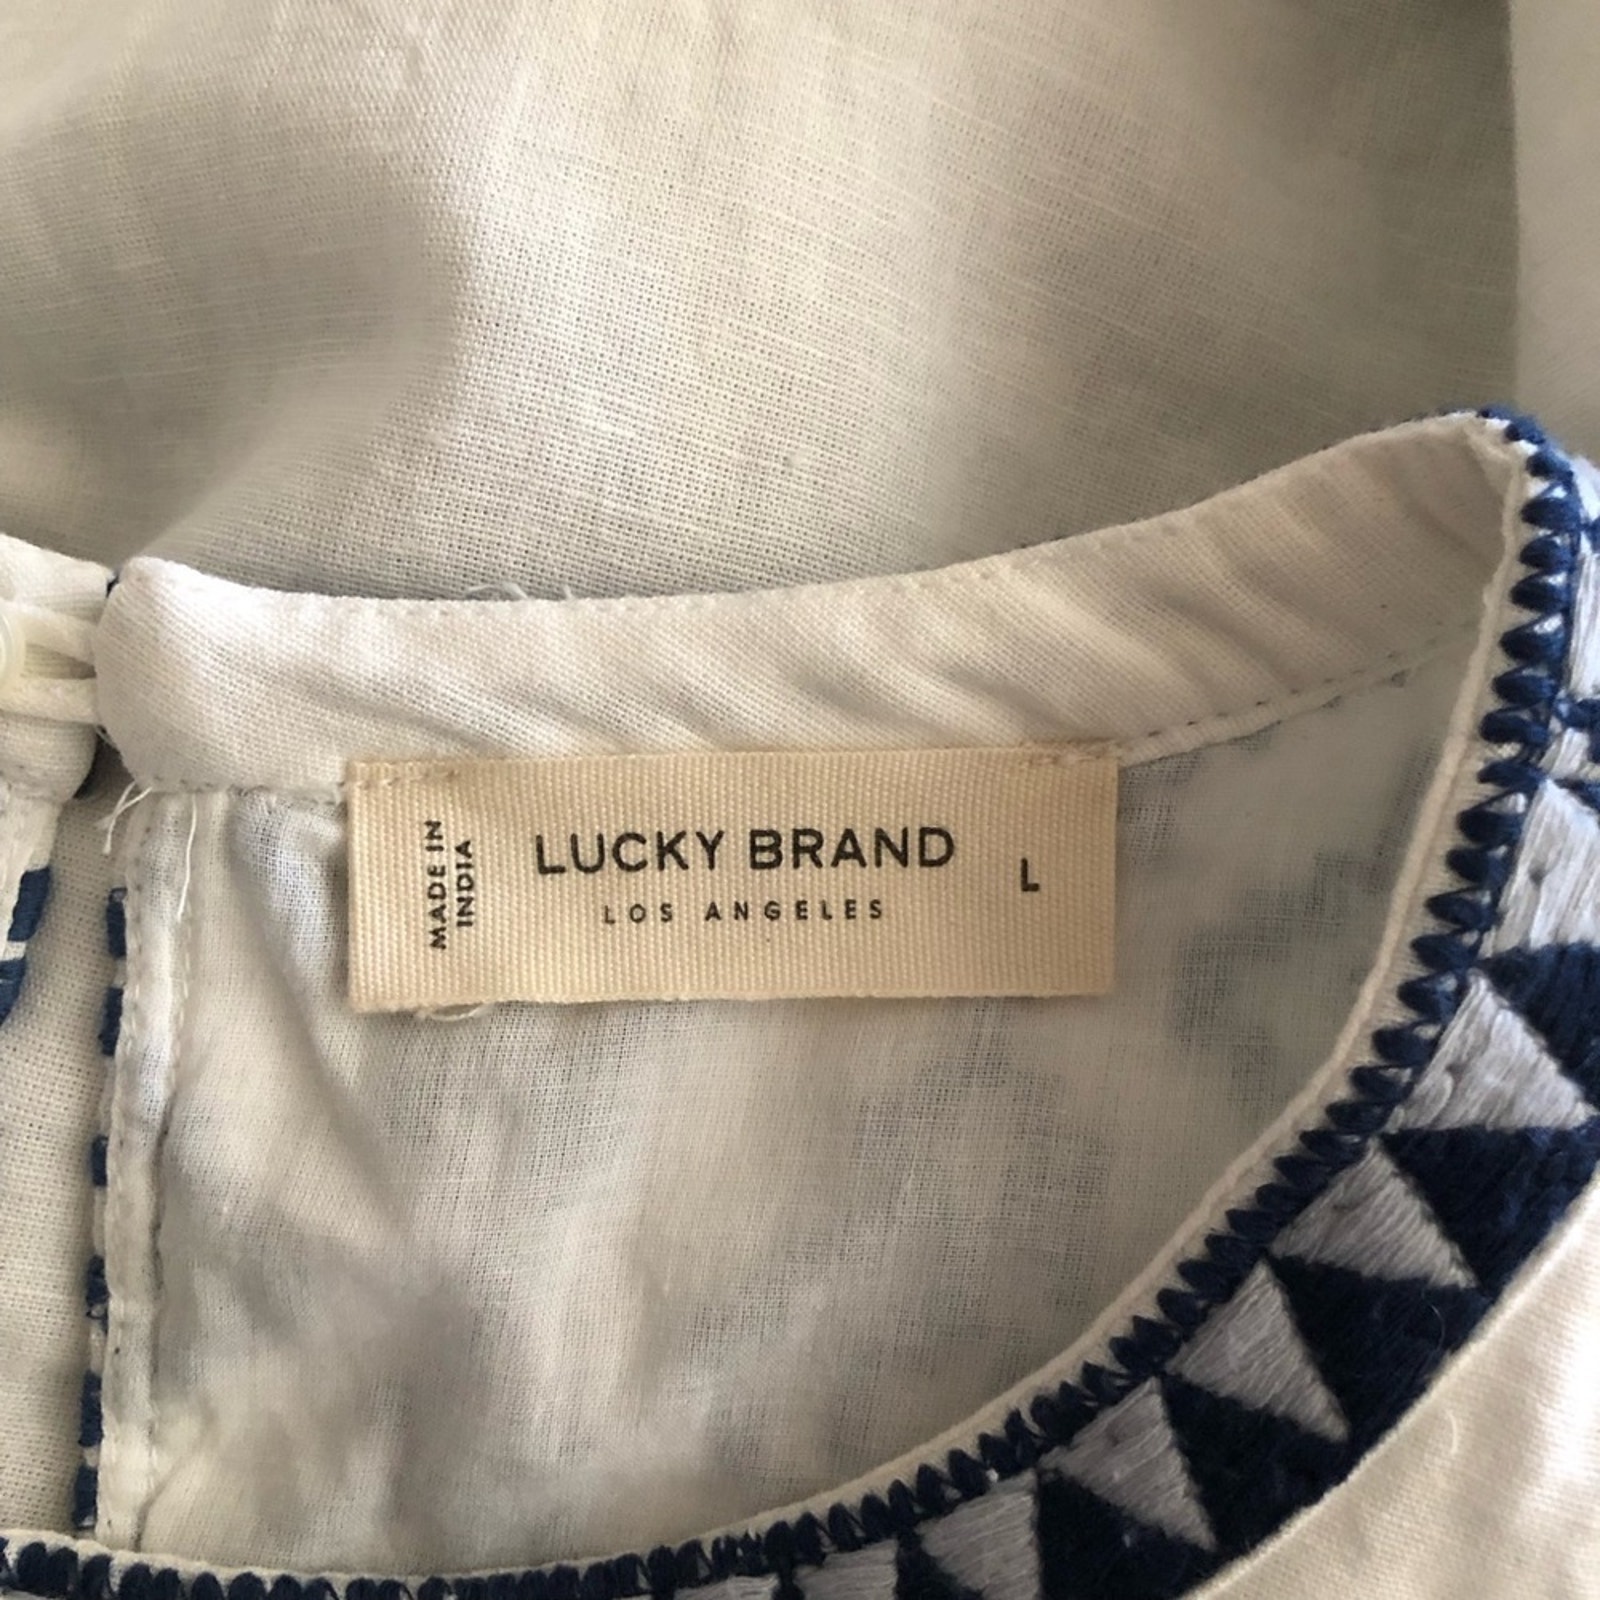 MADE IN
INDIA
LUCKY BRAND
LOS ANGELES
L